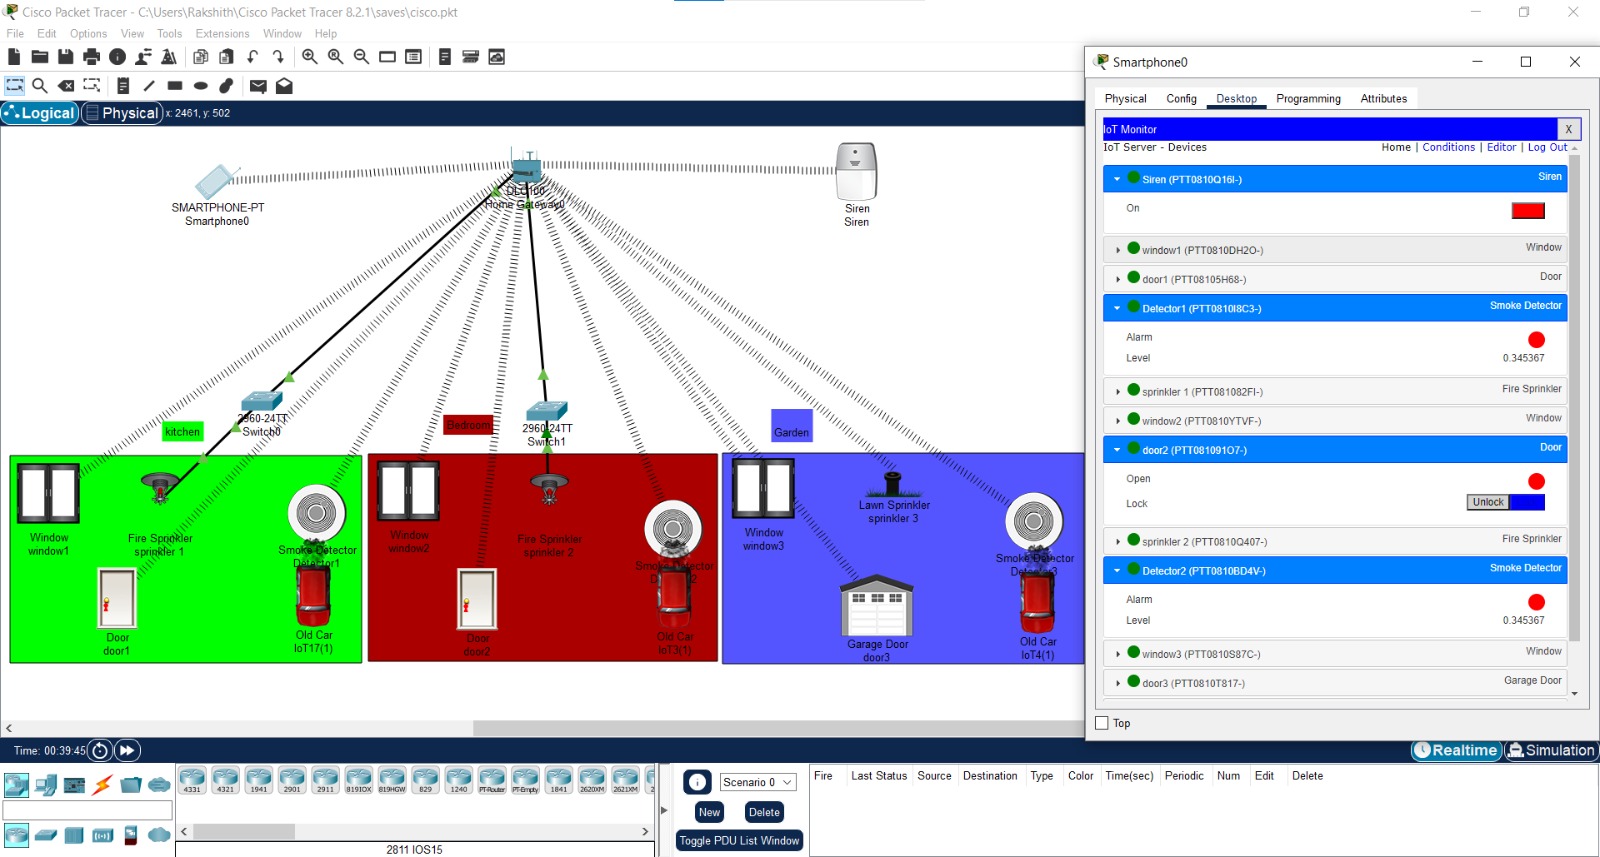 Cisco Packet Tracer - C:\Users\Rakshith\Cisco Packet Tracer 8.2.1\saves\cisco.pkt
File Edit Options View Tools Extensions Window Help
Logical Physical x: 2461, y: 502
SMARTPHONE-PT
Smartphone0
DLC100
Home Gateway0
Siren
Siren
2960-24TT
Switch0
2960-24TT
Switch1
kitchen
Bedroom
Garden
Window
window1
Fire Sprinkler
sprinkler 1
Smoke Detector
Detector1
Door
door1
Old Car
IoT17(1)
Window
window2
Fire Sprinkler
sprinkler 2
Smoke Detector
Door
door2
Old Car
IoT3(1)
Window
window3
Lawn Sprinkler
sprinkler 3
Smoke Detector
Detector3
Garage Door
door3
Old Car
IoT4(1)
Smartphone0
Physical Config Desktop Programming Attributes
IoT Monitor X
IoT Server - Devices Home | Conditions | Editor | Log Out
Siren (PTT0810Q16I-) Siren
On
window1 (PTT0810DH2O-) Window
door1 (PTT08105H68-) Door
Detector1 (PTT0810I8C3-) Smoke Detector
Alarm
Level 0.345367
sprinkler 1 (PTT081082FI-) Fire Sprinkler
window2 (PTT0810YTVF-) Window
door2 (PTT081091O7-) Door
Open
Lock Unlock
sprinkler 2 (PTT0810Q407-) Fire Sprinkler
Detector2 (PTT0810BD4V-) Smoke Detector
Alarm
Level 0.345367
window3 (PTT0810S87C-) Window
door3 (PTT0810T817-) Garage Door
Top
Time: 00:39:45 Realtime Simulation
4331 4321 1941 2901 2911 819IOX 819HGW 829 1240 PT-Router PT-Empty 1841 2620XM 2621XM 2
2811 IOS15
Scenario 0
New Delete
Toggle PDU List Window
Fire Last Status Source Destination Type Color Time(sec) Periodic Num Edit Delete